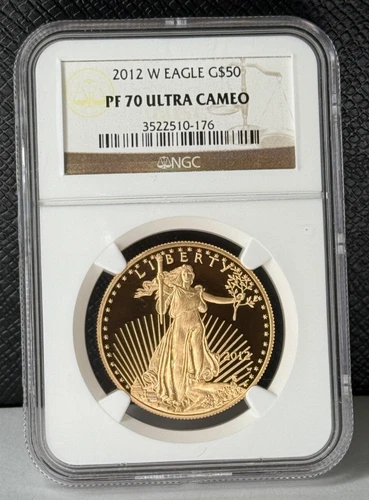 2012 W EAGLE G$50
PF 70 ULTRA CAMEO
3522510-176
NGC
LIBERTY
2012
W